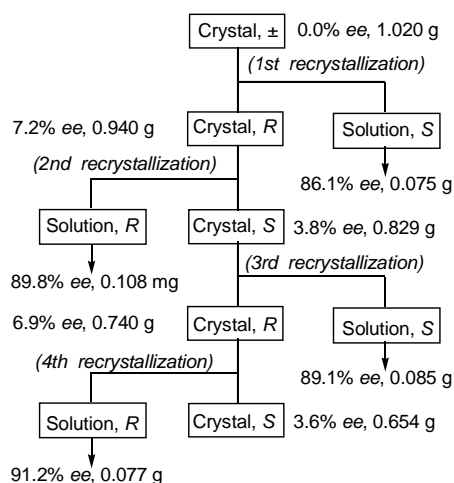 Crystal, ± 0.0% ee, 1.020 g
(1st recrystallization)
7.2% ee, 0.940 g Crystal, R Solution, S
(2nd recrystallization)
86.1% ee, 0.075 g
Solution, R Crystal, S 3.8% ee, 0.829 g
(3rd recrystallization)
89.8% ee, 0.108 mg
6.9% ee, 0.740 g Crystal, R Solution, S
(4th recrystallization)
89.1% ee, 0.085 g
Solution, R Crystal, S 3.6% ee, 0.654 g
91.2% ee, 0.077 g